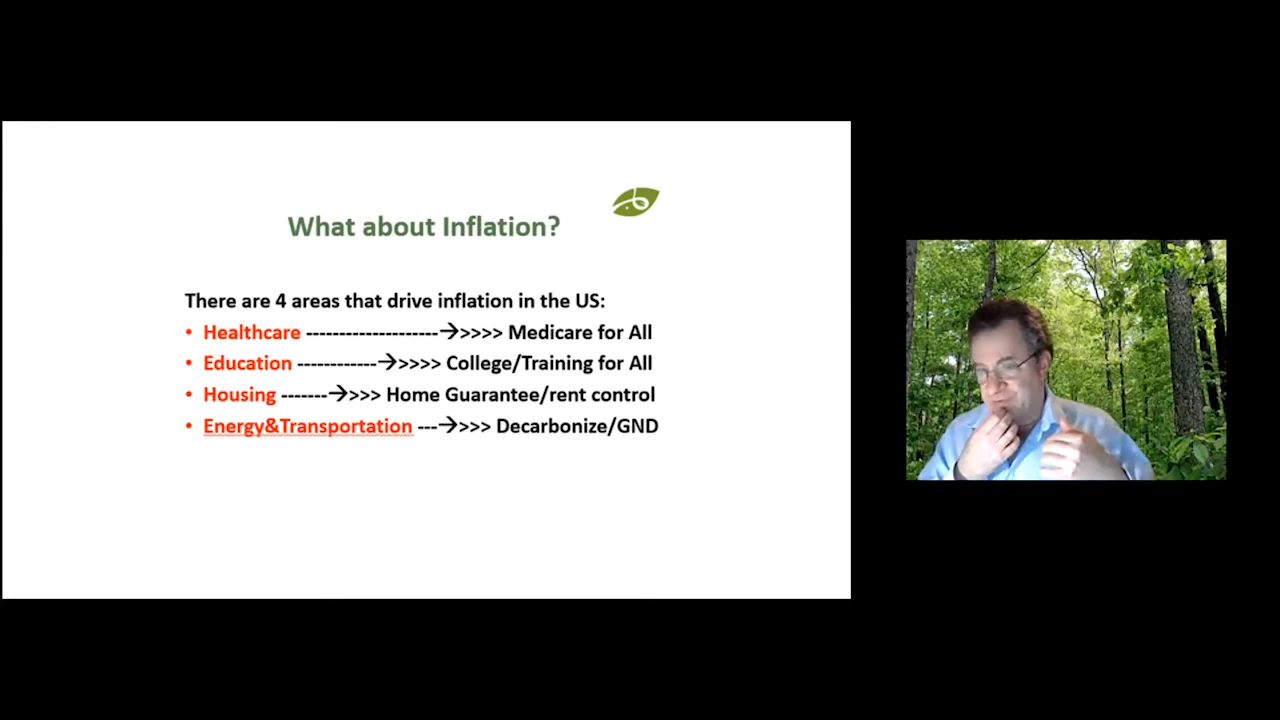 What about Inflation?
There are 4 areas that drive inflation in the US:
• Healthcare --------------------→>>>> Medicare for All
• Education ------------→>>>> College/Training for All
• Housing -------→>>> Home Guarantee/rent control
• Energy&Transportation ---→>>> Decarbonize/GND